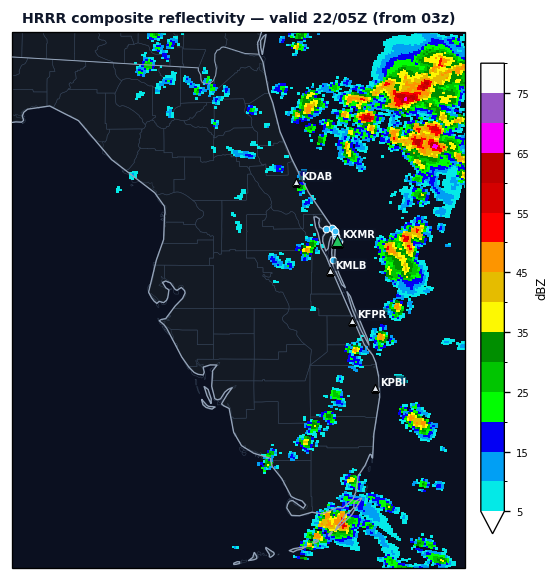 HRRR composite reflectivity — valid 22/05Z (from 03z)
KDAB
KXMR
KMLB
KFPR
KPBI
75
65
55
45
35
25
15
5
dBZ